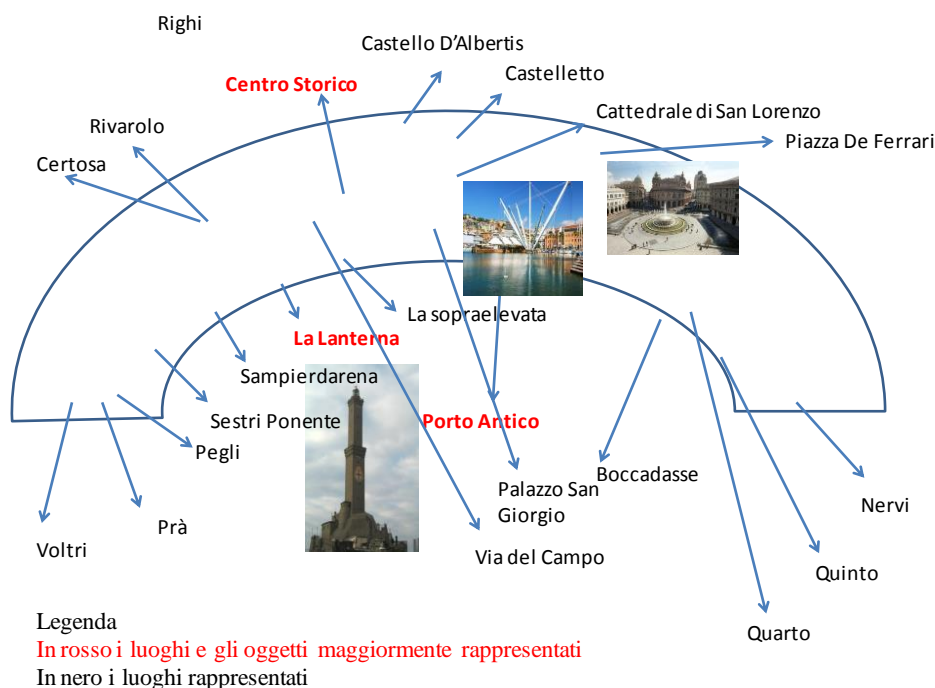 Righi
Castello D'Albertis
Centro Storico
Castelletto
Cattedrale di San Lorenzo
Rivarolo
Piazza De Ferrari
Certosa
La sopraelevata
La Lanterna
Sampierdarena
Sestri Ponente
Porto Antico
Pegli
Boccadasse
Palazzo San
Giorgio
Nervi
Prà
Voltri
Via del Campo
Quinto
Quarto
Legenda
In rosso i luoghi e gli oggetti maggiormente rappresentati
In nero i luoghi rappresentati